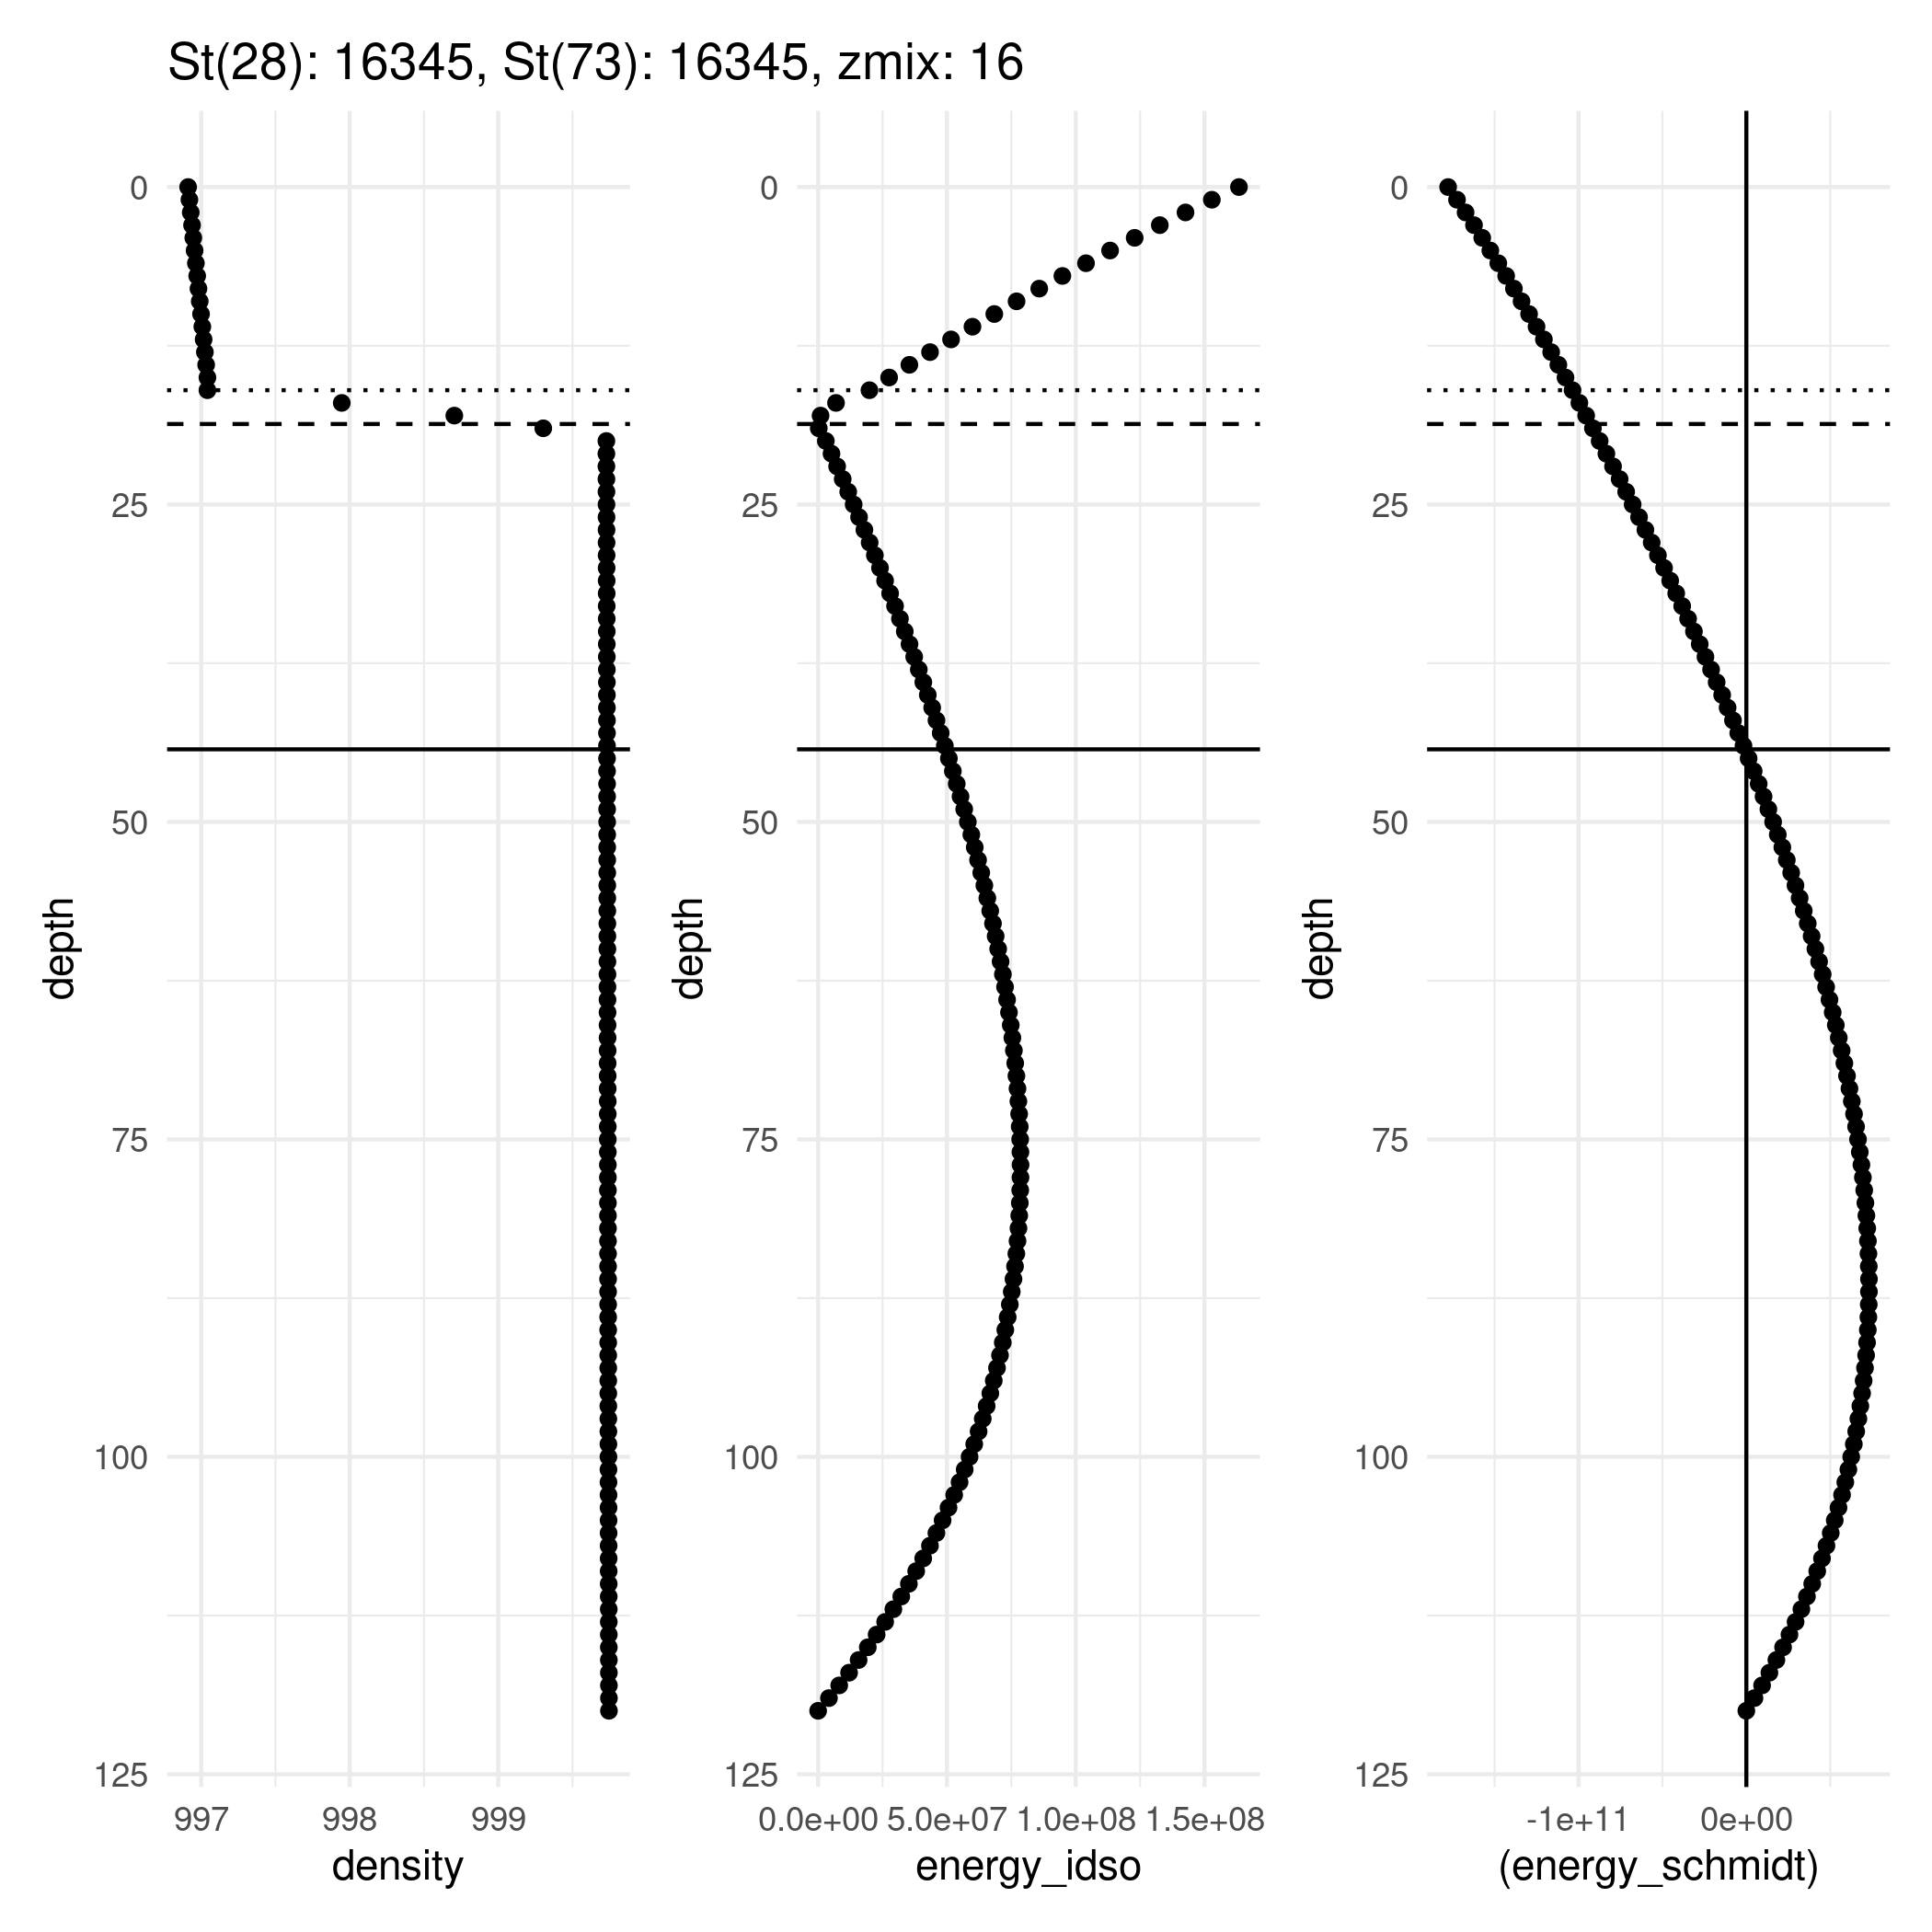 St(28): 16345, St(73): 16345, zmix: 16
depth
0
25
50
75
100
125
997 998 999
density
depth
0
25
50
75
100
125
0.0e+00 5.0e+07 1.0e+08 1.5e+08
energy_idso
depth
0
25
50
75
100
125
-1e+11 0e+00
(energy_schmidt)